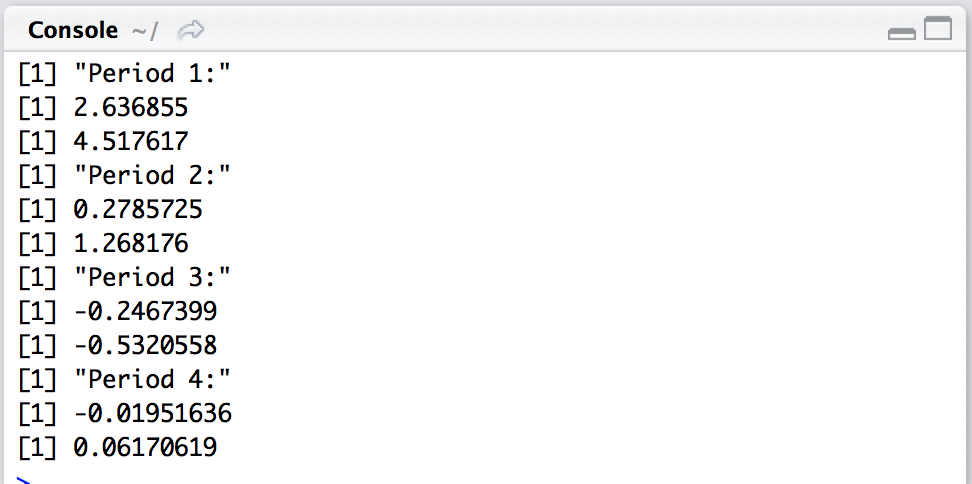 Console ~/
[1] "Period 1:"
[1] 2.636855
[1] 4.517617
[1] "Period 2:"
[1] 0.2785725
[1] 1.268176
[1] "Period 3:"
[1] -0.2467399
[1] -0.5320558
[1] "Period 4:"
[1] -0.01951636
[1] 0.06170619
>